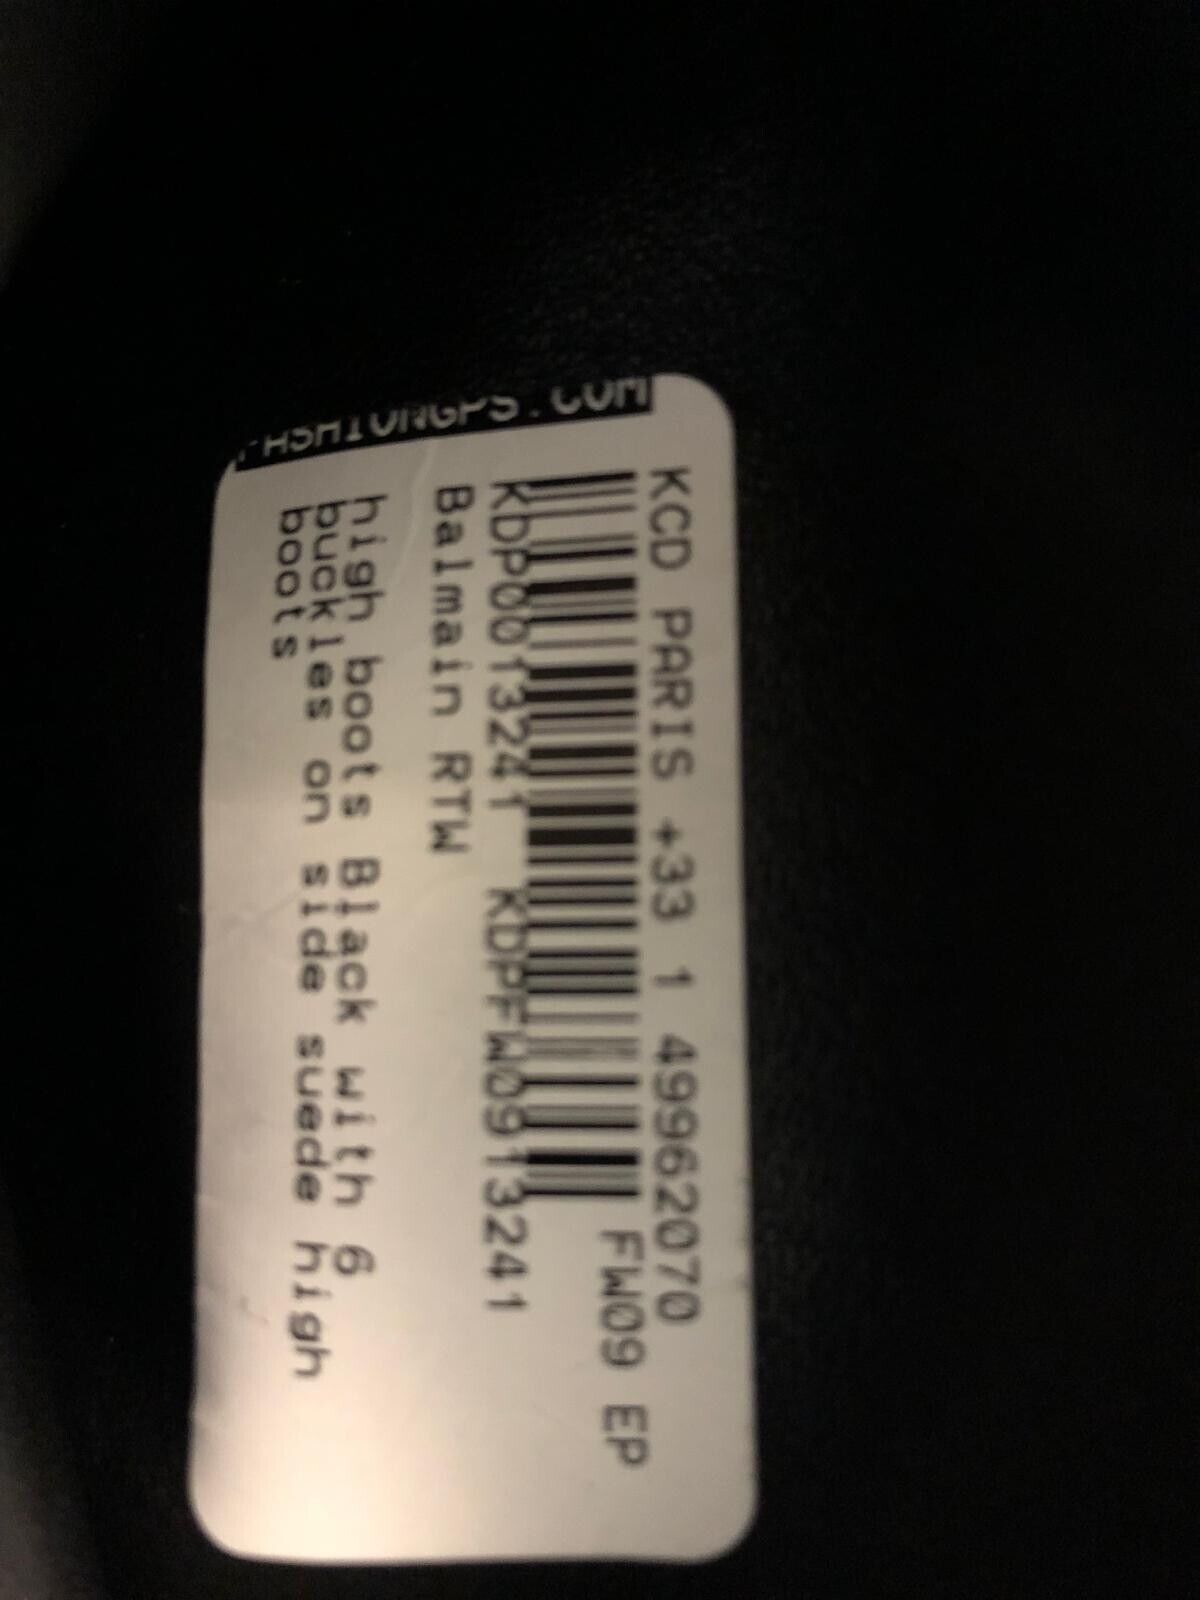 KCD PARIS +33 1 49962070
FW09 EP
KDP0013241 KDPFW0913241
Balmain RTW
high boots Black with 6
buckles on side suede high
boots
FASHIONGPS.COM